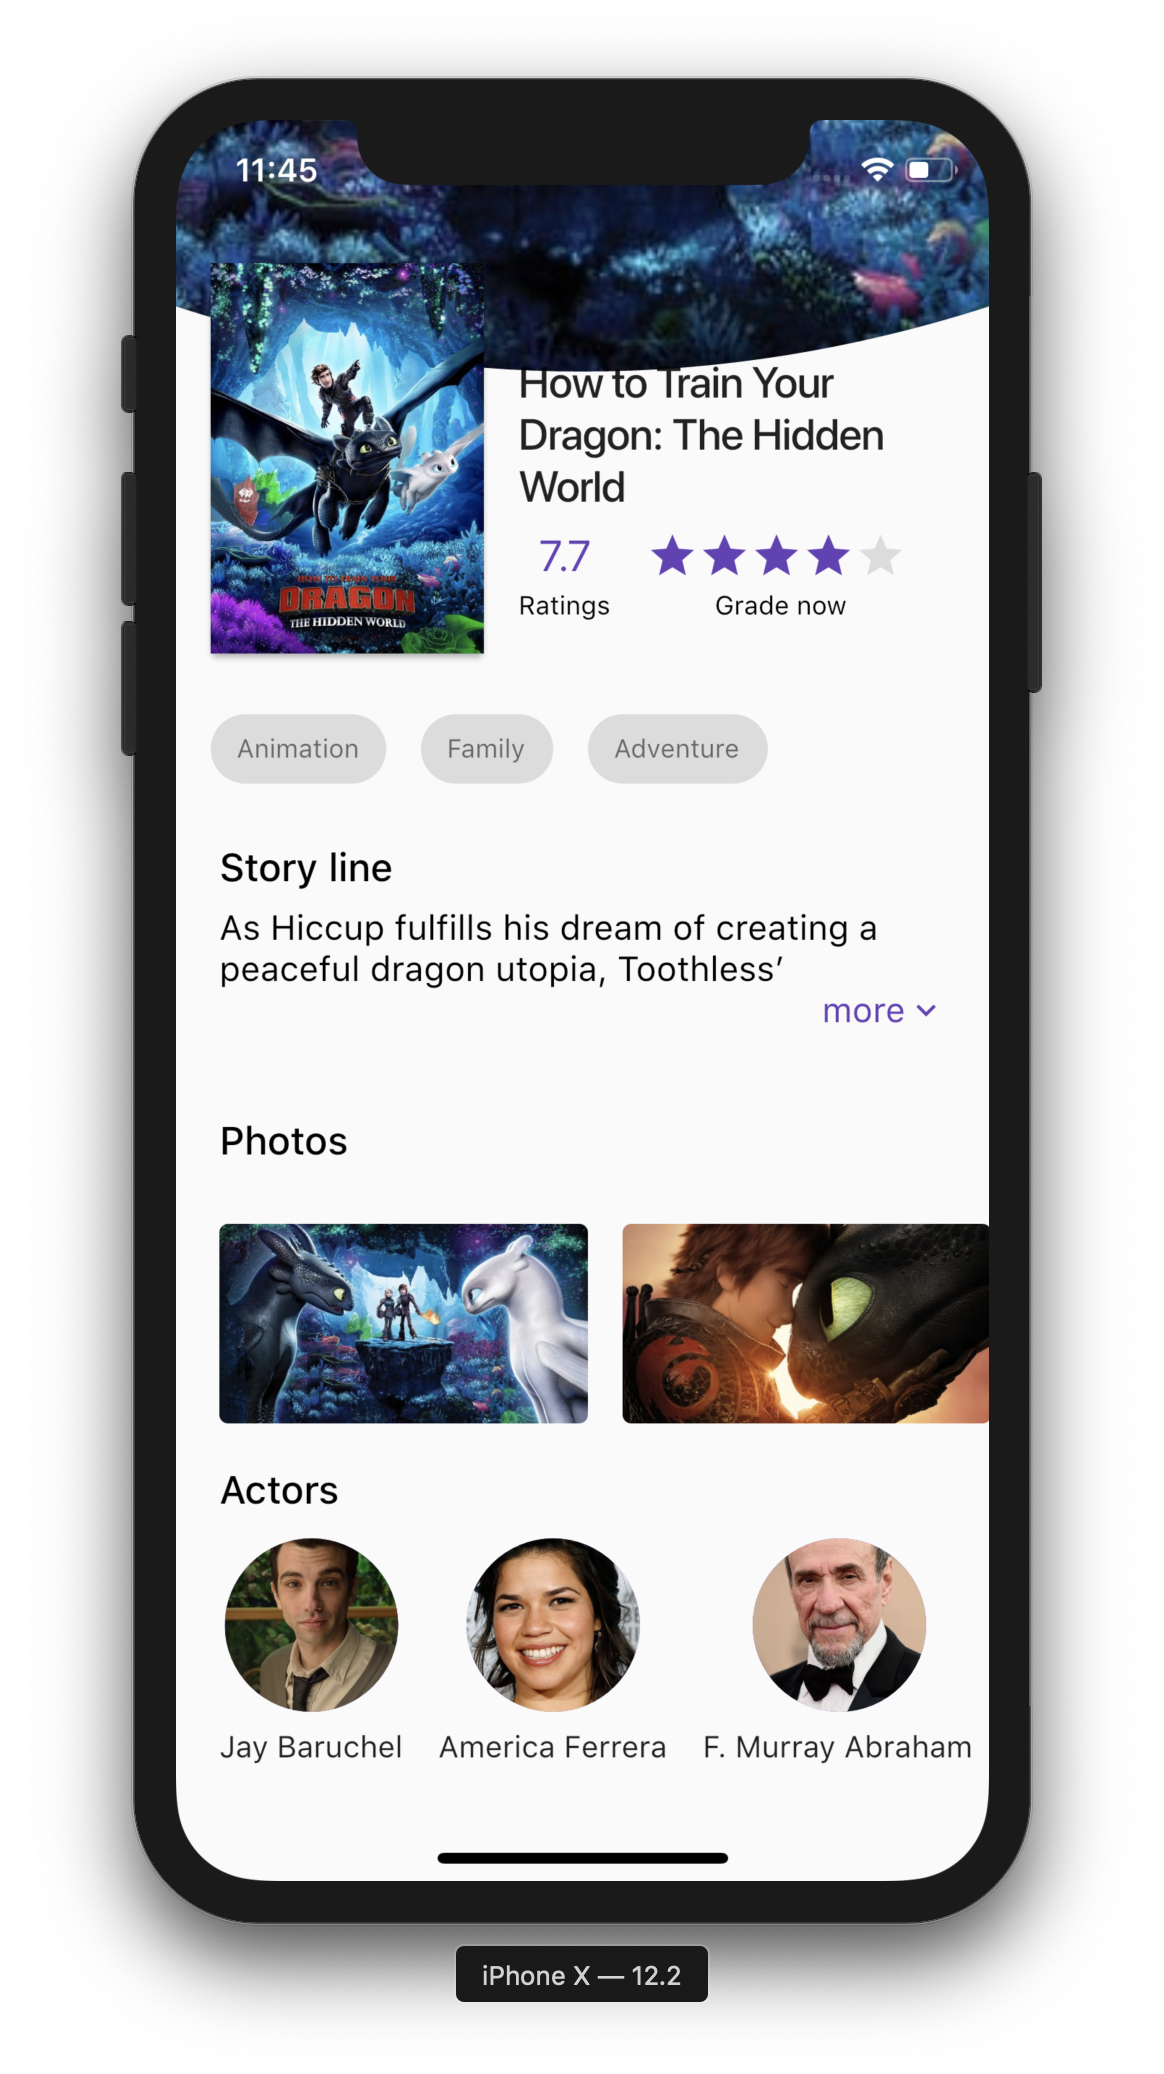 11:45
HOW TO TRAIN YOUR
DRAGON
THE HIDDEN WORLD
How to Train Your
Dragon: The Hidden
World
7.7
Ratings
Grade now
Animation
Family
Adventure
Story line
As Hiccup fulfills his dream of creating a
peaceful dragon utopia, Toothless’
more
Photos
Actors
Jay Baruchel
America Ferrera
F. Murray Abraham
iPhone X — 12.2